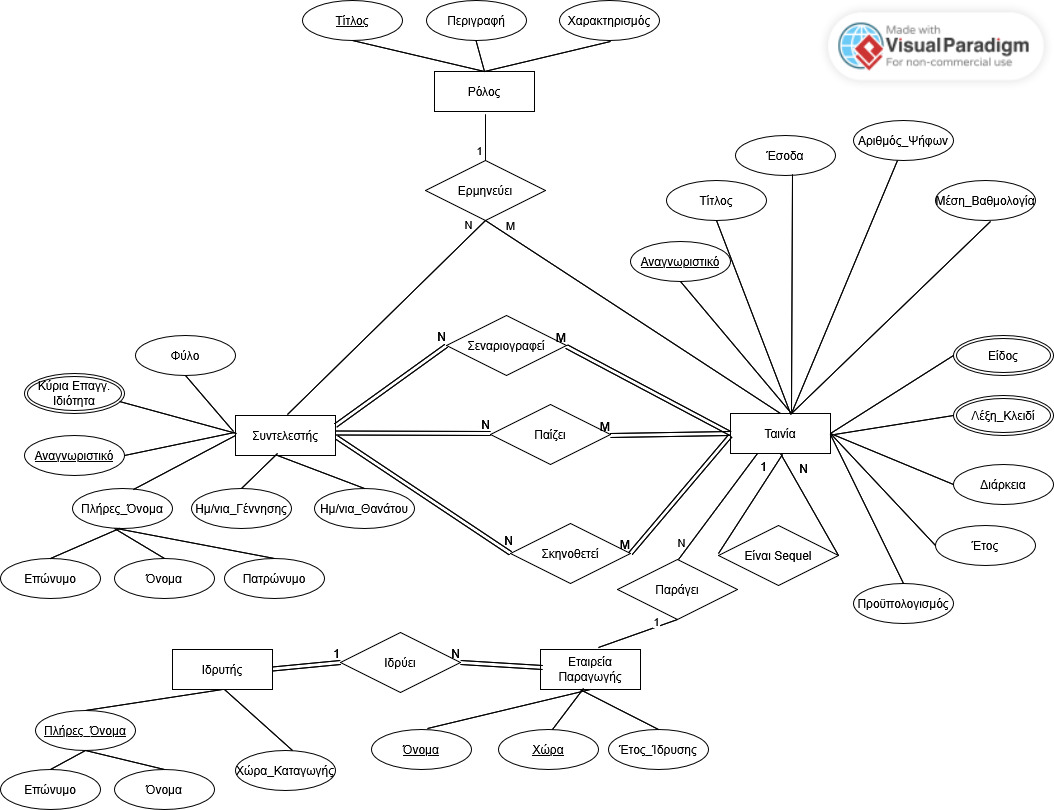 Τίτλος
Περιγραφή
Χαρακτηρισμός
Made with
Visual Paradigm
For non-commercial use
Ρόλος
1
Ερμηνεύει
N
M
Αριθμός_Ψήφων
Έσοδα
Τίτλος
Μέση_Βαθμολογία
Αναγνωριστικό
N
Σεναριογραφεί
M
Φύλο
Είδος
Κύρια Επαγγ.
Ιδιότητα
Λέξη_Κλειδί
Συντελεστής
N
Παίζει
M
Ταινία
Αναγνωριστικό
1
N
Διάρκεια
Πλήρες_Όνομα
Ημ/νια_Γέννησης
Ημ/νια_Θανάτου
N
Σκηνοθετεί
M
N
Είναι Sequel
Έτος
Επώνυμο
Όνομα
Πατρώνυμο
Παράγει
Προϋπολογισμός
1
Ιδρυτής
1
Ιδρύει
N
Εταιρεία
Παραγωγής
Πλήρες_Όνομα
Χώρα_Καταγωγής
Όνομα
Χώρα
Έτος_Ίδρυσης
Επώνυμο
Όνομα